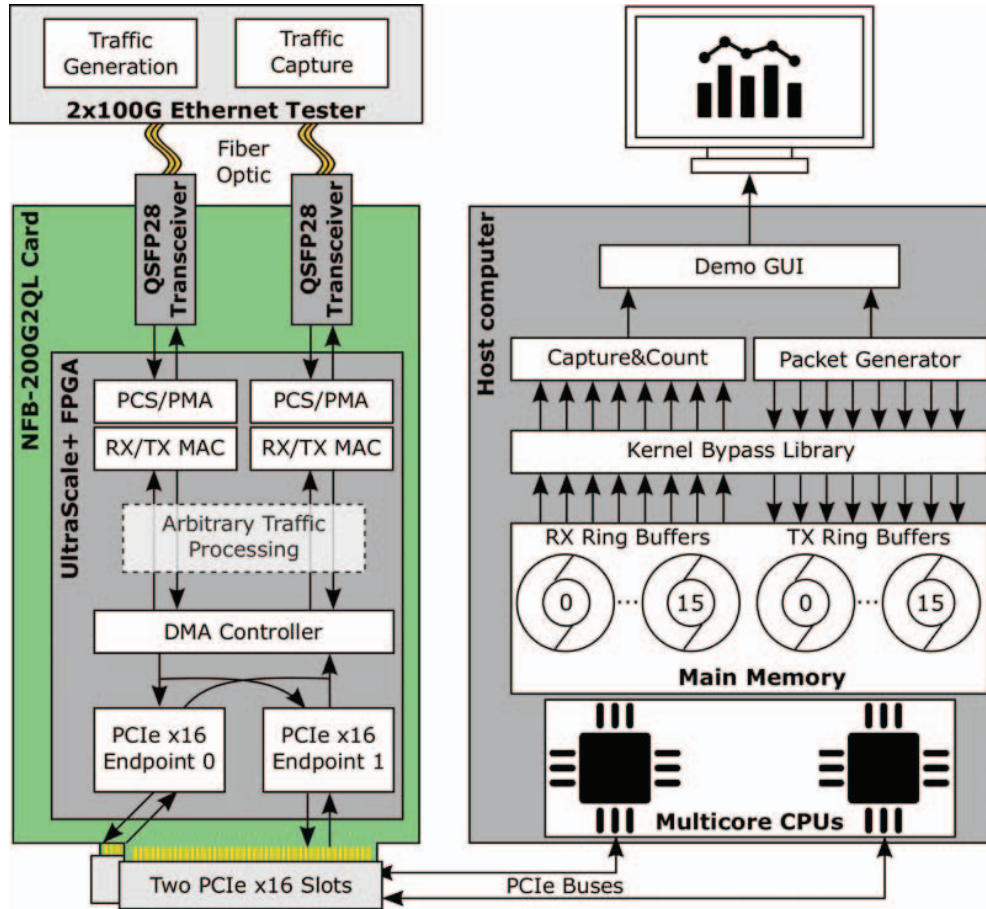 Traffic
Generation
Traffic
Capture
2x100G Ethernet Tester
Fiber
Optic
NFB-200G2QL Card
QSFP28
Transceiver
QSFP28
Transceiver
UltraScale+ FPGA
PCS/PMA
PCS/PMA
RX/TX MAC
RX/TX MAC
Arbitrary Traffic
Processing
DMA Controller
PCIe x16
Endpoint 0
PCIe x16
Endpoint 1
Two PCIe x16 Slots
PCIe Buses
Host computer
Demo GUI
Capture&Count
Packet Generator
Kernel Bypass Library
RX Ring Buffers
TX Ring Buffers
0 ... 15
0 ... 15
Main Memory
Multicore CPUs